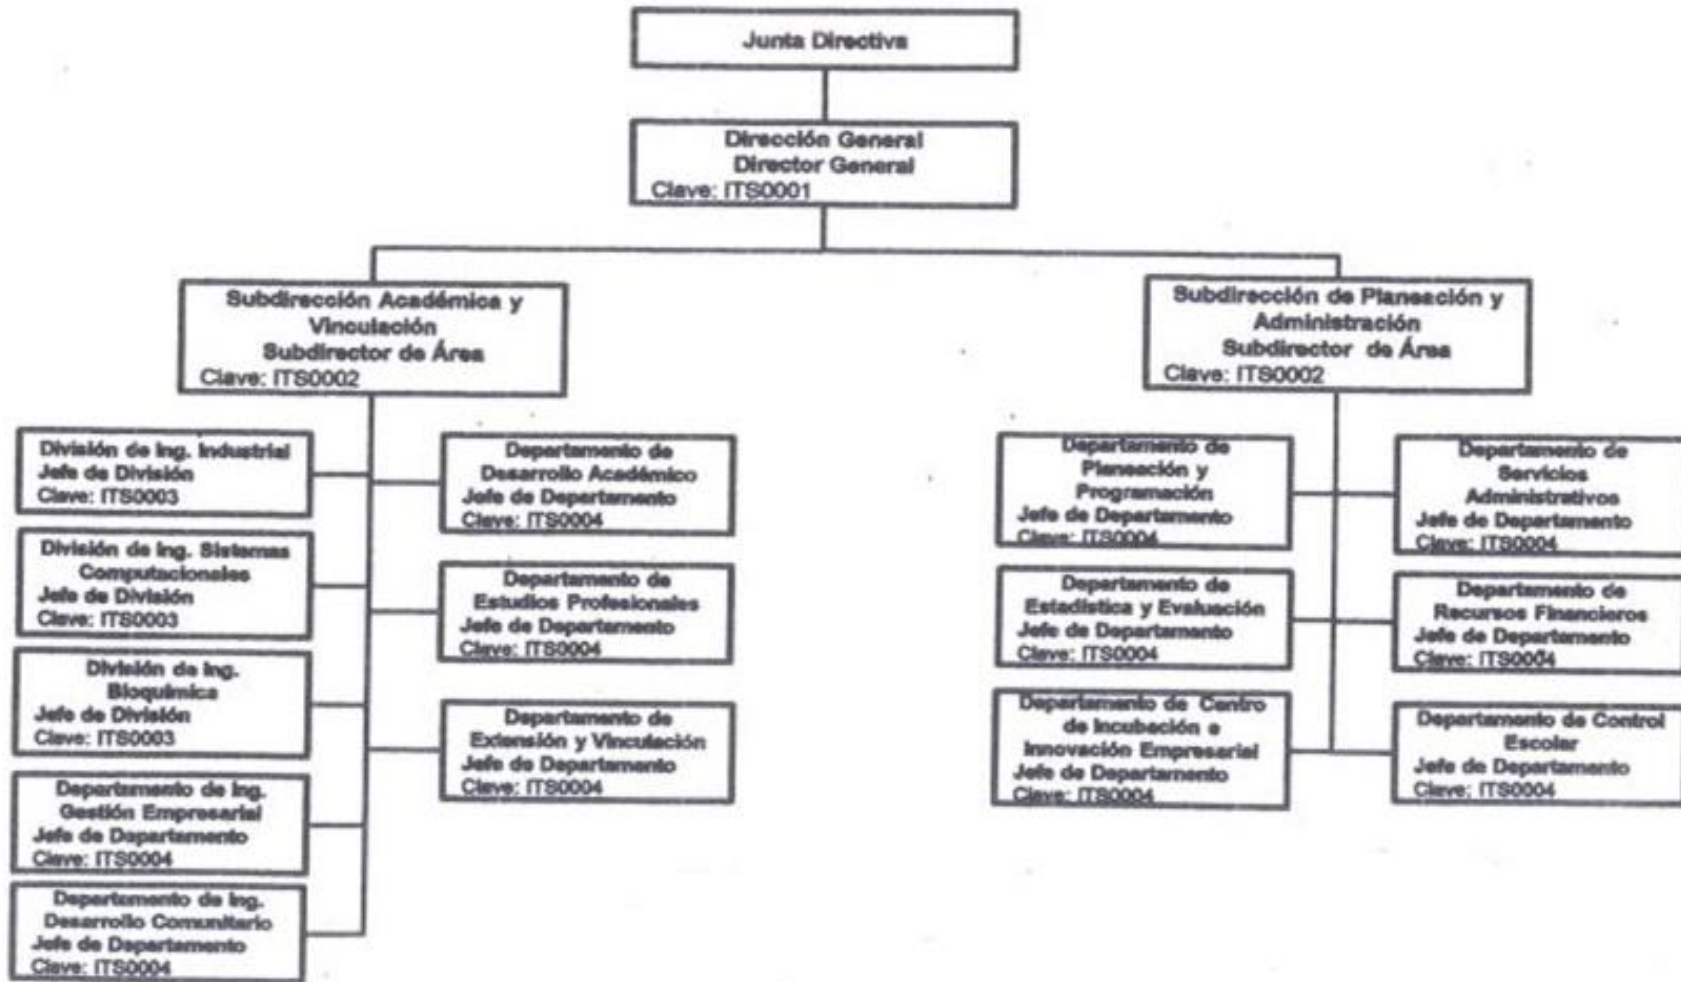 Junta Directiva
Dirección General
Director General
Clave: ITS0001
Subdirección Académica y
Vinculación
Subdirector de Área
Clave: ITS0002
Subdirección de Planeación y
Administración
Subdirector de Área
Clave: ITS0002
División de Ing. Industrial
Jefe de División
Clave: ITS0003
División de Ing. Sistemas
Computacionales
Jefe de División
Clave: ITS0003
División de Ing.
Bioquímica
Jefe de División
Clave: ITS0003
Departamento de Ing.
Gestión Empresarial
Jefe de Departamento
Clave: ITS0004
Departamento de Ing.
Desarrollo Comunitario
Jefe de Departamento
Clave: ITS0004
Departamento de
Desarrollo Académico
Jefe de Departamento
Clave: ITS0004
Departamento de
Estudios Profesionales
Jefe de Departamento
Clave: ITS0004
Departamento de
Extensión y Vinculación
Jefe de Departamento
Clave: ITS0004
Departamento de
Planeación y
Programación
Jefe de Departamento
Clave: ITS0004
Departamento de
Estadística y Evaluación
Jefe de Departamento
Clave: ITS0004
Departamento de Centro
de Incubación e
Innovación Empresarial
Jefe de Departamento
Clave: ITS0004
Departamento de
Servicios
Administrativos
Jefe de Departamento
Clave: ITS0004
Departamento de
Recursos Financieros
Jefe de Departamento
Clave: ITS0004
Departamento de Control
Escolar
Jefe de Departamento
Clave: ITS0004